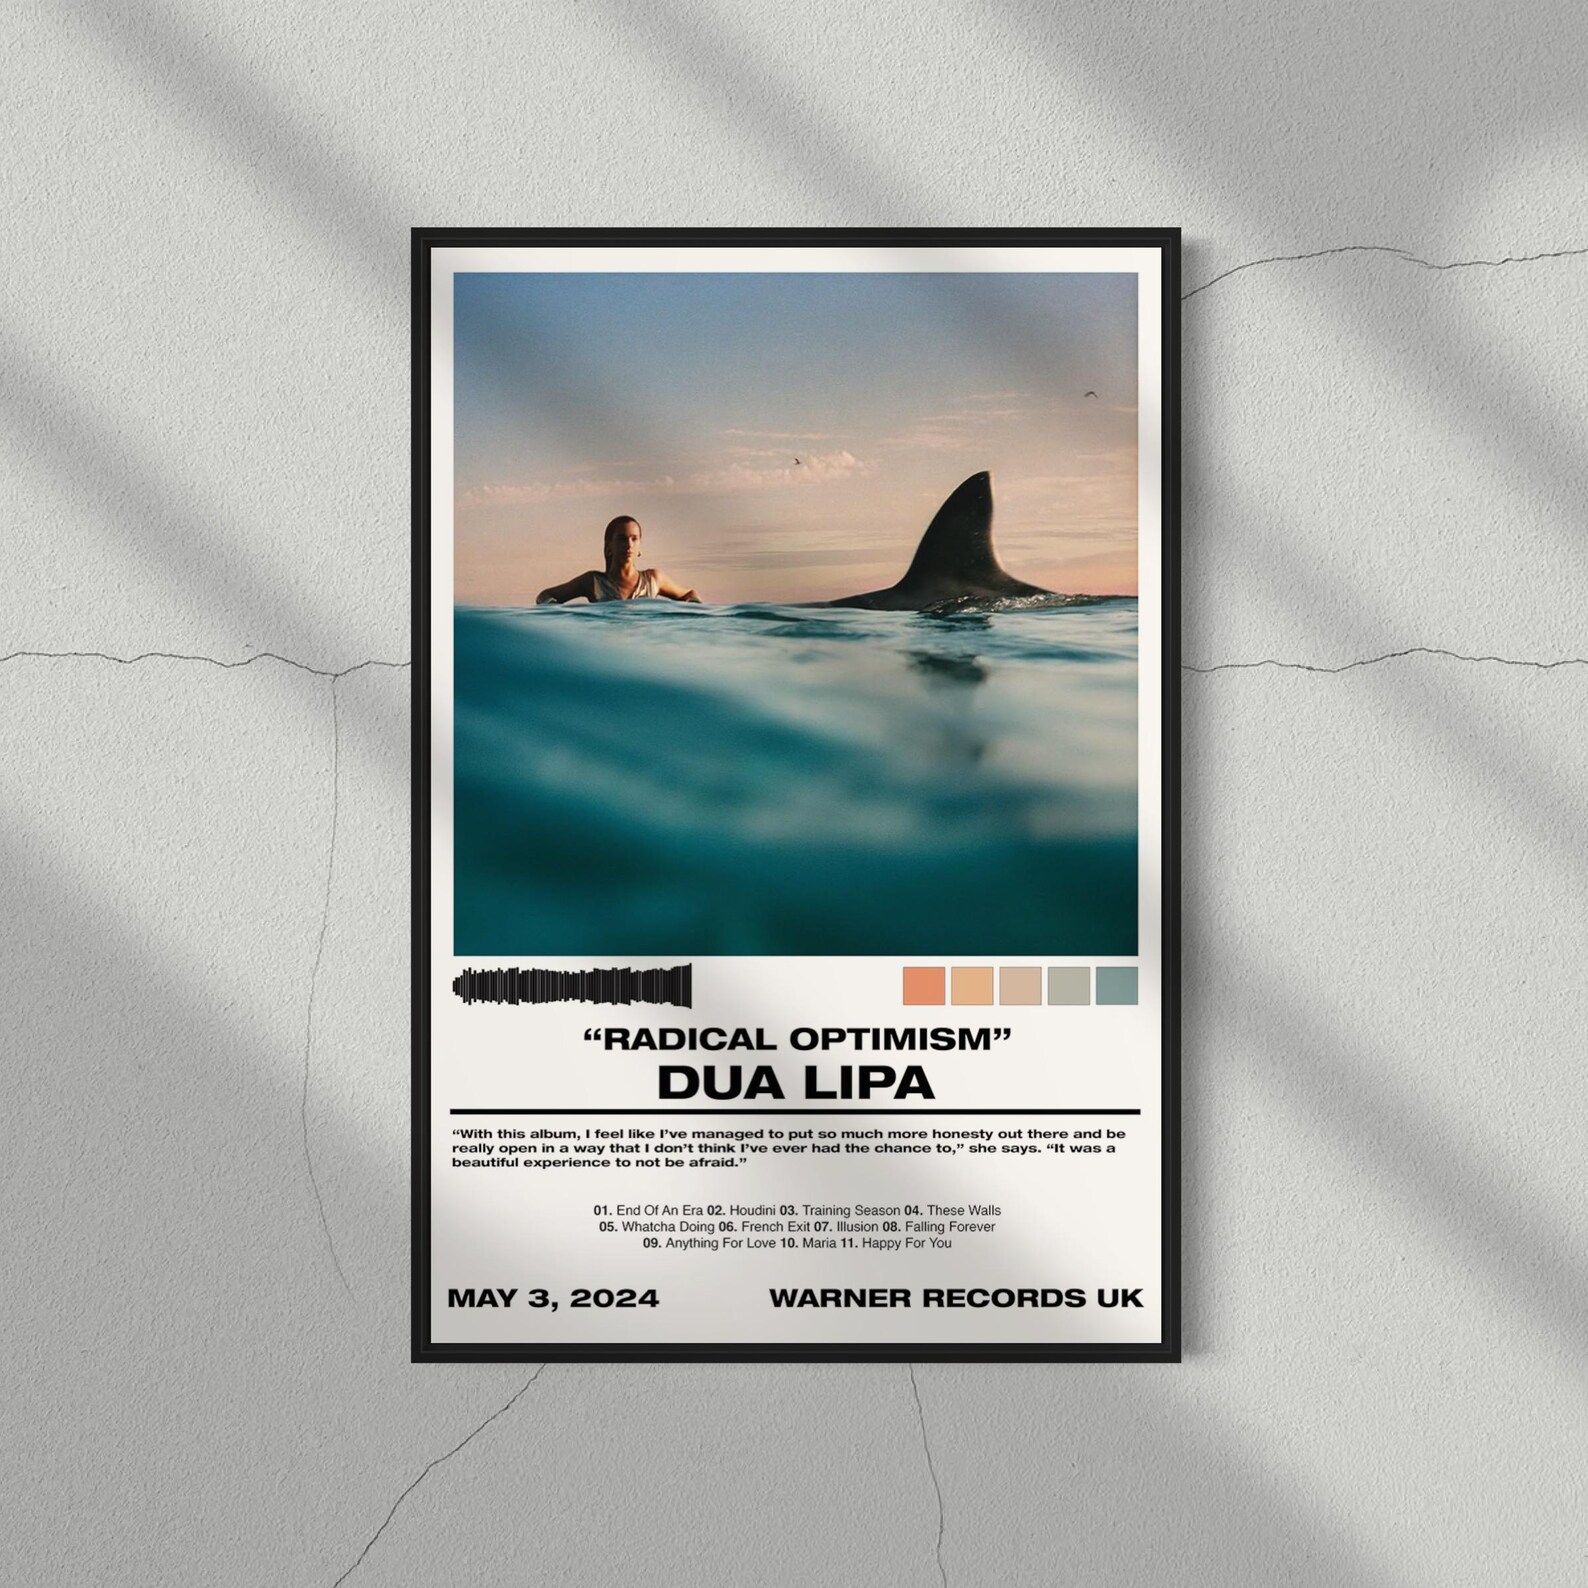 “RADICAL OPTIMISM”
DUA LIPA
“With this album, I feel like I’ve managed to put so much more honesty out there and be
really open in a way that I don’t think I’ve ever had the chance to,” she says. “It was a
beautiful experience to not be afraid.”
01. End Of An Era 02. Houdini 03. Training Season 04. These Walls
05. Whatcha Doing 06. French Exit 07. Illusion 08. Falling Forever
09. Anything For Love 10. Maria 11. Happy For You
MAY 3, 2024 WARNER RECORDS UK